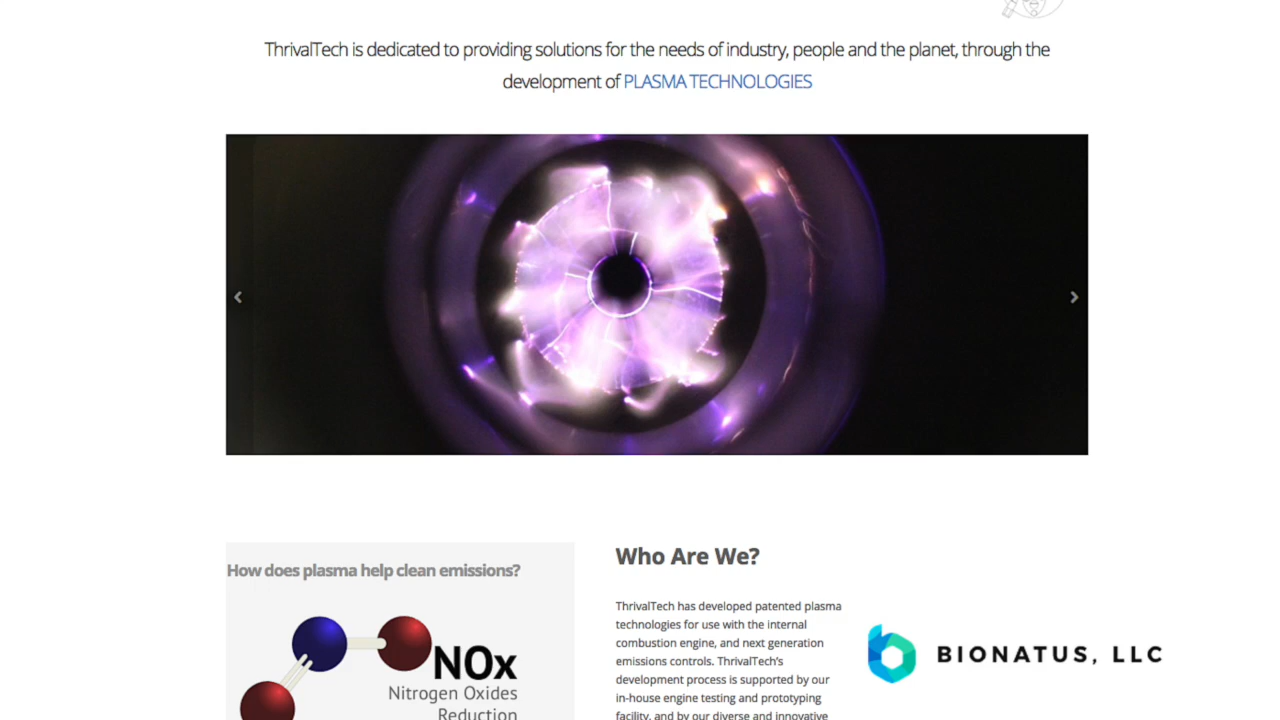 ThrivalTech is dedicated to providing solutions for the needs of industry, people and the planet, through the
development of PLASMA TECHNOLOGIES
How does plasma help clean emissions?
NOx
Nitrogen Oxides
Reduction
Who Are We?
ThrivalTech has developed patented plasma
technologies for use with the internal
combustion engine, and next generation
emissions controls. ThrivalTech's
development process is supported by our
in-house engine testing and prototyping
facility, and by our diverse and innovative
BIONATUS, LLC